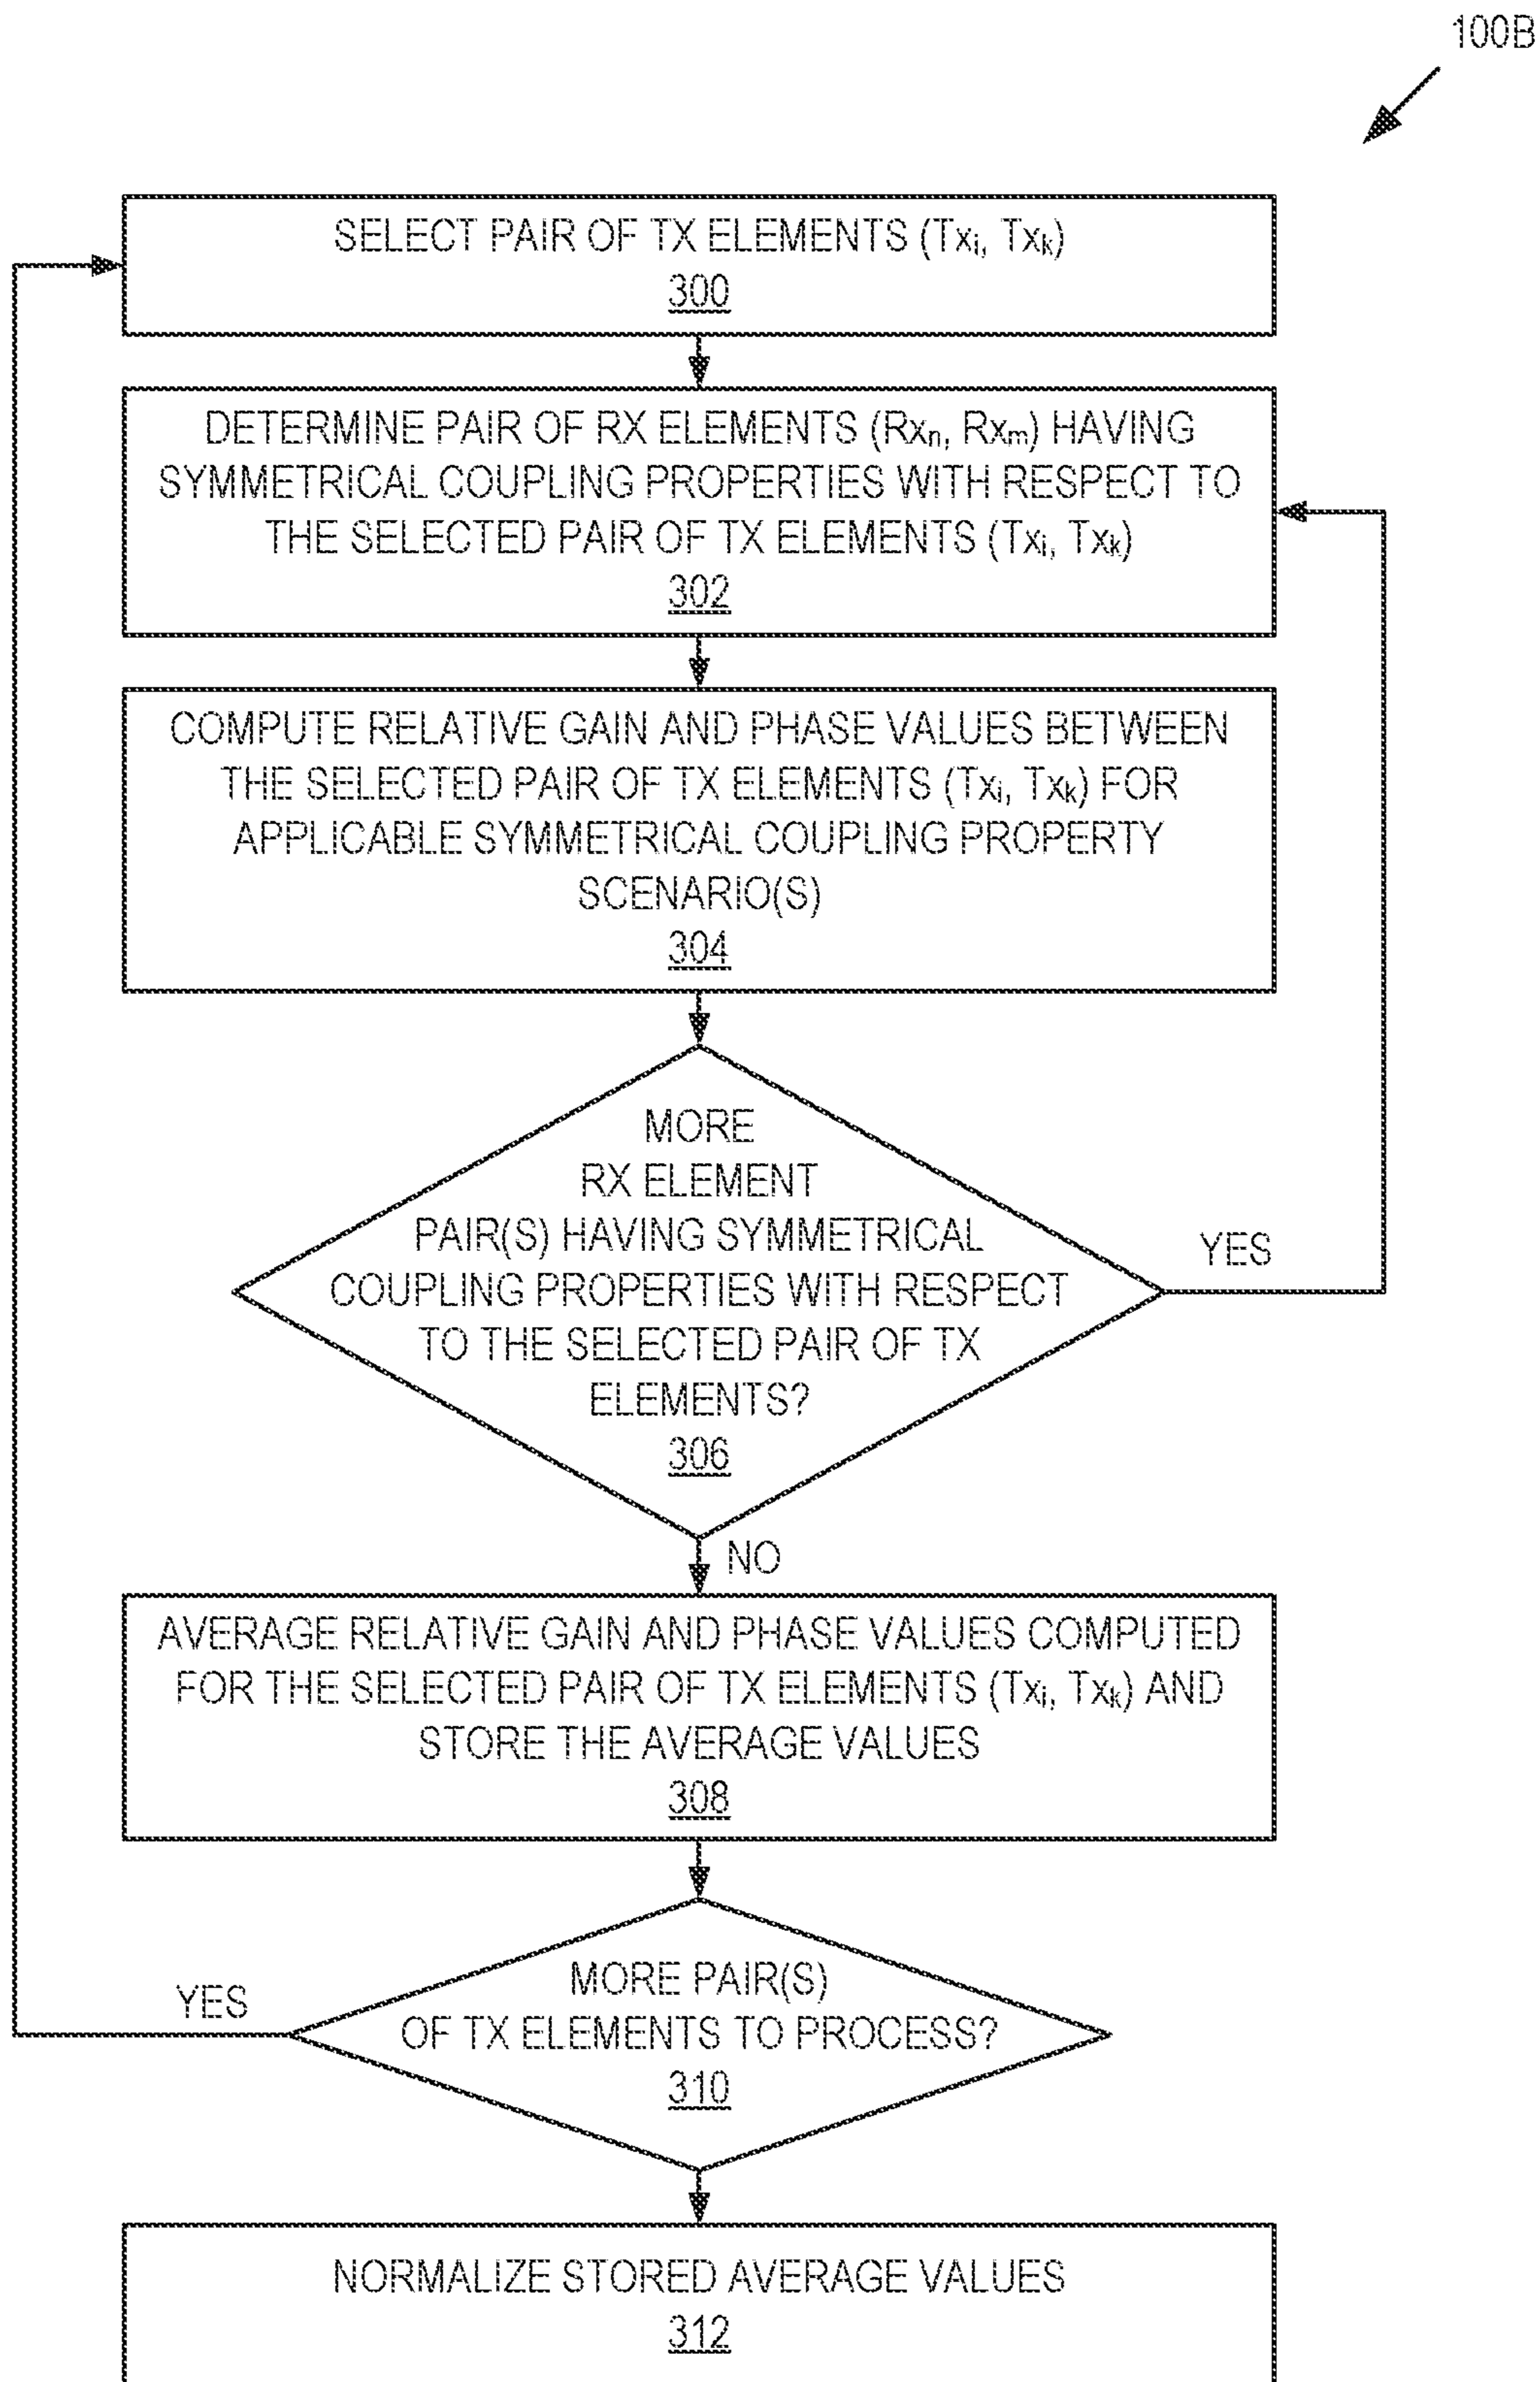 100B
SELECT PAIR OF TX ELEMENTS (Txi, Txk)
300
DETERMINE PAIR OF RX ELEMENTS (Rxn, Rxm) HAVING
SYMMETRICAL COUPLING PROPERTIES WITH RESPECT TO
THE SELECTED PAIR OF TX ELEMENTS (Txi, Txk)
302
COMPUTE RELATIVE GAIN AND PHASE VALUES BETWEEN
THE SELECTED PAIR OF TX ELEMENTS (Txi, Txk) FOR
APPLICABLE SYMMETRICAL COUPLING PROPERTY
SCENARIO(S)
304
MORE
RX ELEMENT
PAIR(S) HAVING SYMMETRICAL
COUPLING PROPERTIES WITH RESPECT
TO THE SELECTED PAIR OF TX
ELEMENTS?
306
YES
NO
AVERAGE RELATIVE GAIN AND PHASE VALUES COMPUTED
FOR THE SELECTED PAIR OF TX ELEMENTS (Txi, Txk) AND
STORE THE AVERAGE VALUES
308
YES
MORE PAIR(S)
OF TX ELEMENTS TO PROCESS?
310
NORMALIZE STORED AVERAGE VALUES
312